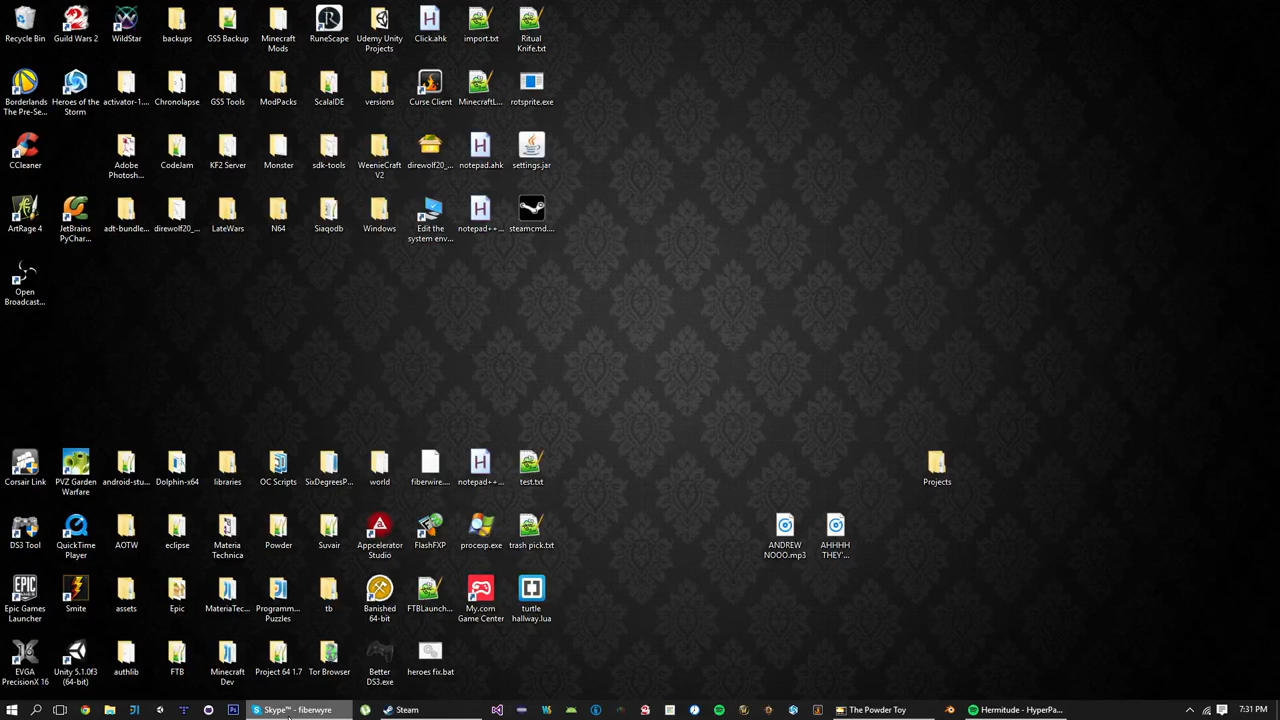 Recycle Bin
Guild Wars 2
WildStar
backups
GS5 Backup
Minecraft
Mods
RuneScape
Udemy Unity
Projects
Click.ahk
import.txt
Ritual
Knife.txt
Borderlands
The Pre-Se...
Heroes of the
Storm
activator-1....
Chronolapse
GS5 Tools
ModPacks
ScalaIDE
versions
Curse Client
MinecraftL...
rotsprite.exe
CCleaner
Adobe
Photosh...
CodeJam
KF2 Server
Monster
sdk-tools
WeenieCraft
V2
direwolf20_...
notepad.ahk
settings.jar
ArtRage 4
JetBrains
PyChar...
adt-bundle...
direwolf20_...
LateWars
N64
Siaqodb
Windows
Edit the
system env...
notepad++...
steamcmd....
Open
Broadcast...
Corsair Link
PVZ Garden
Warfare
android-stu...
Dolphin-x64
libraries
OC Scripts
SixDegreesP...
world
fiberwire....
notepad++...
test.txt
Projects
DS3 Tool
QuickTime
Player
AOTW
eclipse
Materia
Technica
Powder
Suvair
Appcelerator
Studio
FlashFXP
procexp.exe
trash pick.txt
ANDREW
NOOO.mp3
AHHHH
THEY'...
Epic Games
Launcher
Smite
assets
Epic
MateriaTec...
Programm...
Puzzles
tb
Banished
64-bit
FTBLaunch...
My.com
Game Center
turtle
hallway.lua
EVGA
PrecisionX 16
Unity 5.1.0f3
(64-bit)
authlib
FTB
Minecraft
Dev
Project 64 1.7
Tor Browser
Better
DS3.exe
heroes fix.bat
Skype™ - fiberwyre
Steam
The Powder Toy
Hermitude - HyperPa...
7:31 PM